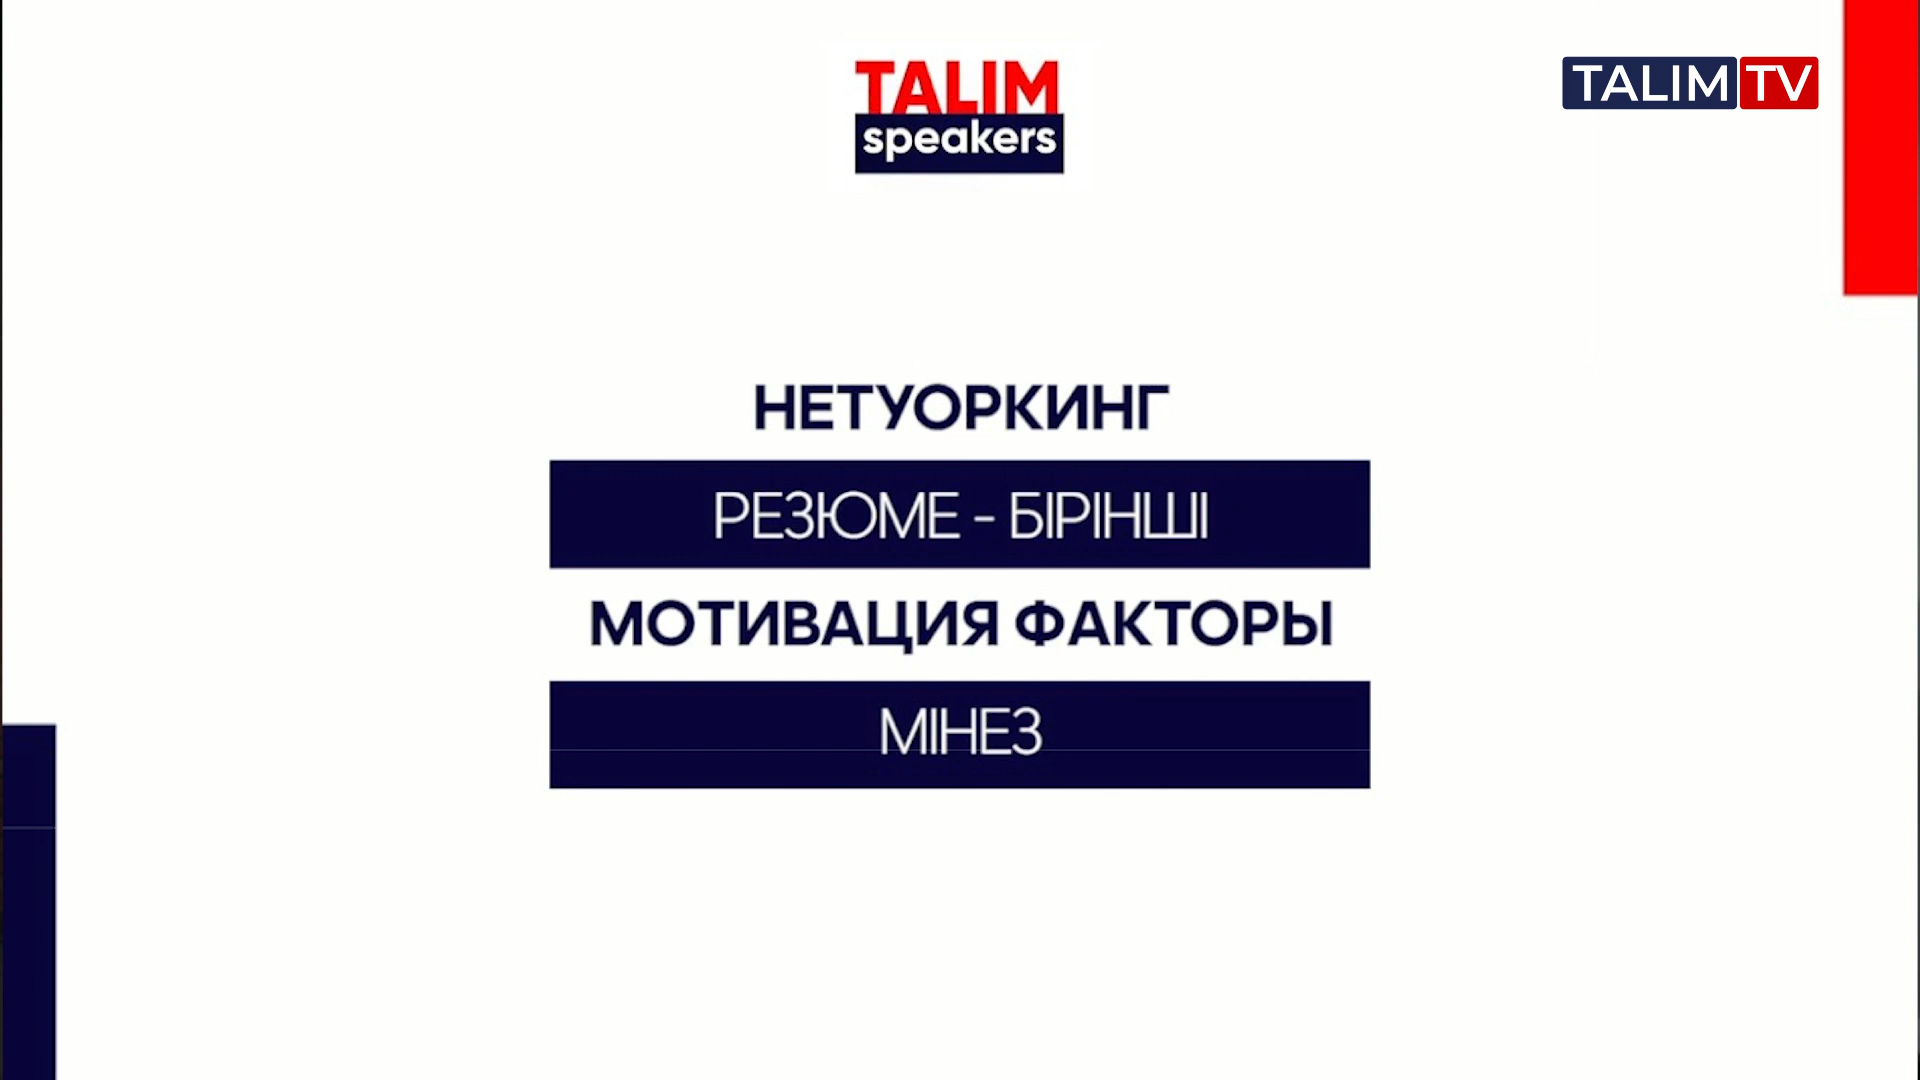 TALIM
speakers
TALIM TV
НЕТУОРКИНГ
РЕЗЮМЕ - БІРІНШІ
МОТИВАЦИЯ ФАКТОРЫ
МІНЕЗ